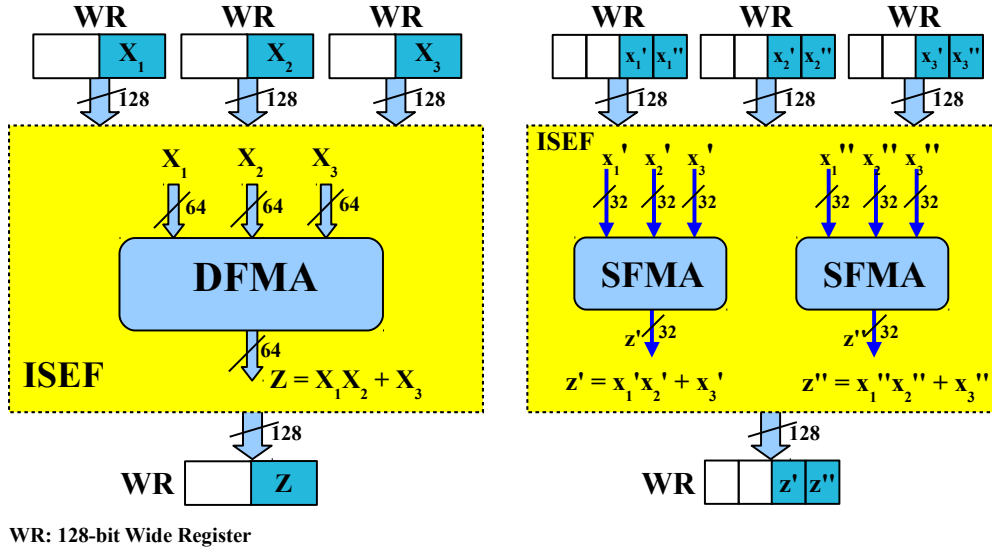 WR WR WR
X1 X2 X3
128 128 128
X1 X2 X3
64 64 64
DFMA
64
Z = X1X2 + X3
ISEF
128
WR Z
WR WR WR
x1' x1'' x2' x2'' x3' x3''
128 128 128
ISEF
x1' x2' x3' x1'' x2'' x3''
32 32 32 32 32 32
SFMA SFMA
z' 32 z'' 32
z' = x1'x2' + x3' z'' = x1''x2'' + x3''
128
WR z' z''
WR: 128-bit Wide Register